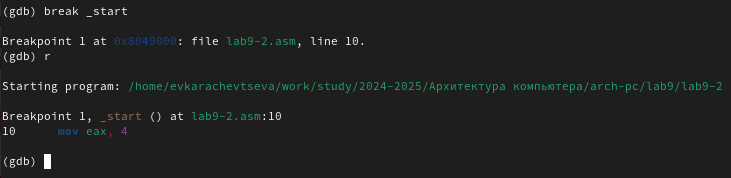 (gdb) break _start
Breakpoint 1 at 0x8049000: file lab9-2.asm, line 10.
(gdb) r
Starting program: /home/evkarachevtseva/work/study/2024-2025/Архитектура компьютера/arch-pc/lab9/lab9-2
Breakpoint 1, _start () at lab9-2.asm:10
10 mov eax, 4
(gdb)